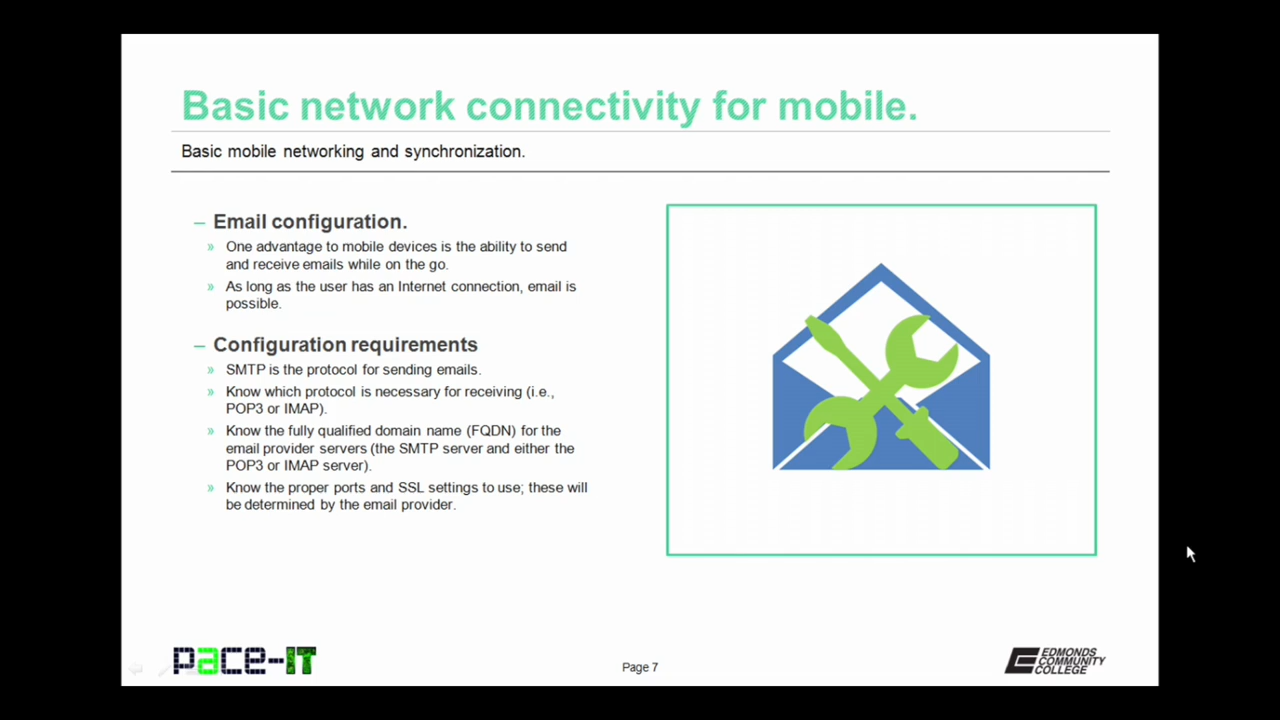 Basic network connectivity for mobile.
Basic mobile networking and synchronization.
– Email configuration.
» One advantage to mobile devices is the ability to send
and receive emails while on the go.
» As long as the user has an Internet connection, email is
possible.
– Configuration requirements
» SMTP is the protocol for sending emails.
» Know which protocol is necessary for receiving (i.e.,
POP3 or IMAP).
» Know the fully qualified domain name (FQDN) for the
email provider servers (the SMTP server and either the
POP3 or IMAP server).
» Know the proper ports and SSL settings to use; these will
be determined by the email provider.
pace-IT
Page 7
EDMONDS
COMMUNITY
COLLEGE